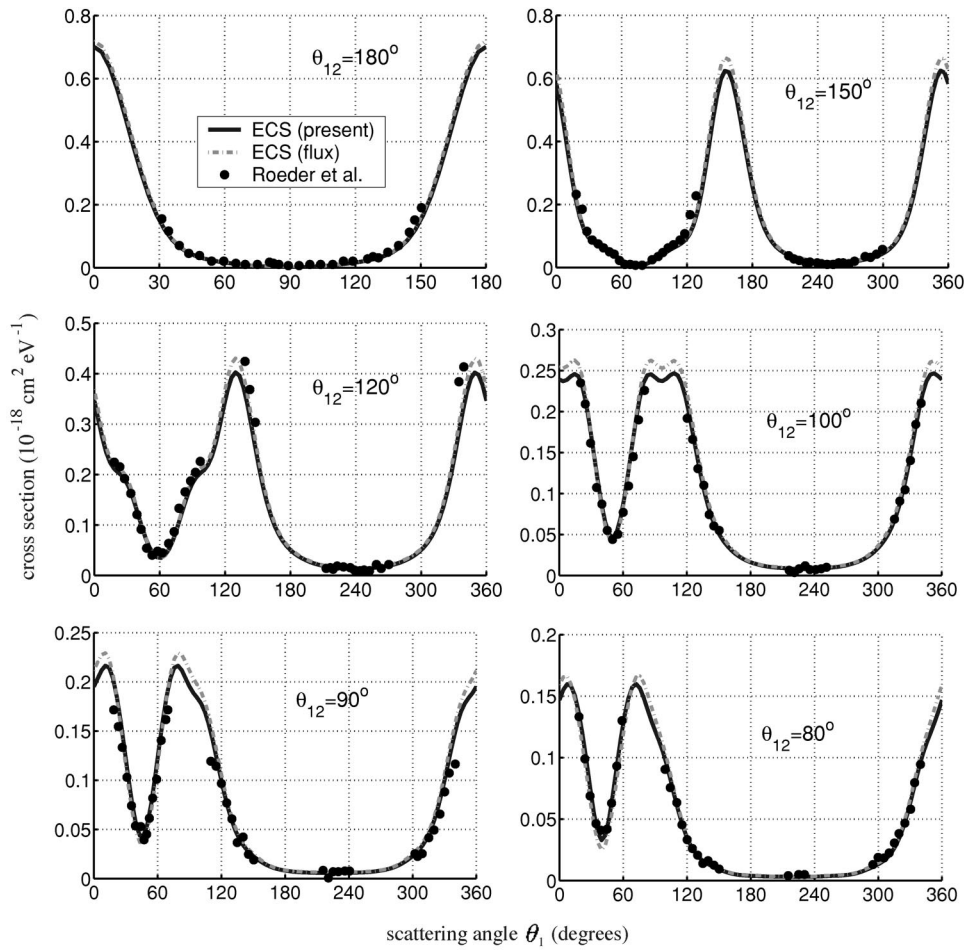 0.8
0.6
0.4
0.2
0
0 30 60 90 120 150 180
θ12=180o
ECS (present)
ECS (flux)
Roeder et al.
0.8
0.6
0.4
0.2
0
0 60 120 180 240 300 360
θ12=150o
0.5
0.4
0.3
0.2
0.1
0
0 60 120 180 240 300 360
θ12=120o
0.3
0.25
0.2
0.15
0.1
0.05
0
0 60 120 180 240 300 360
θ12=100o
0.25
0.2
0.15
0.1
0.05
0
0 60 120 180 240 300 360
θ12=90o
0.2
0.15
0.1
0.05
0
0 60 120 180 240 300 360
θ12=80o
cross section (10-18 cm2 eV-1)
scattering angle θ1 (degrees)